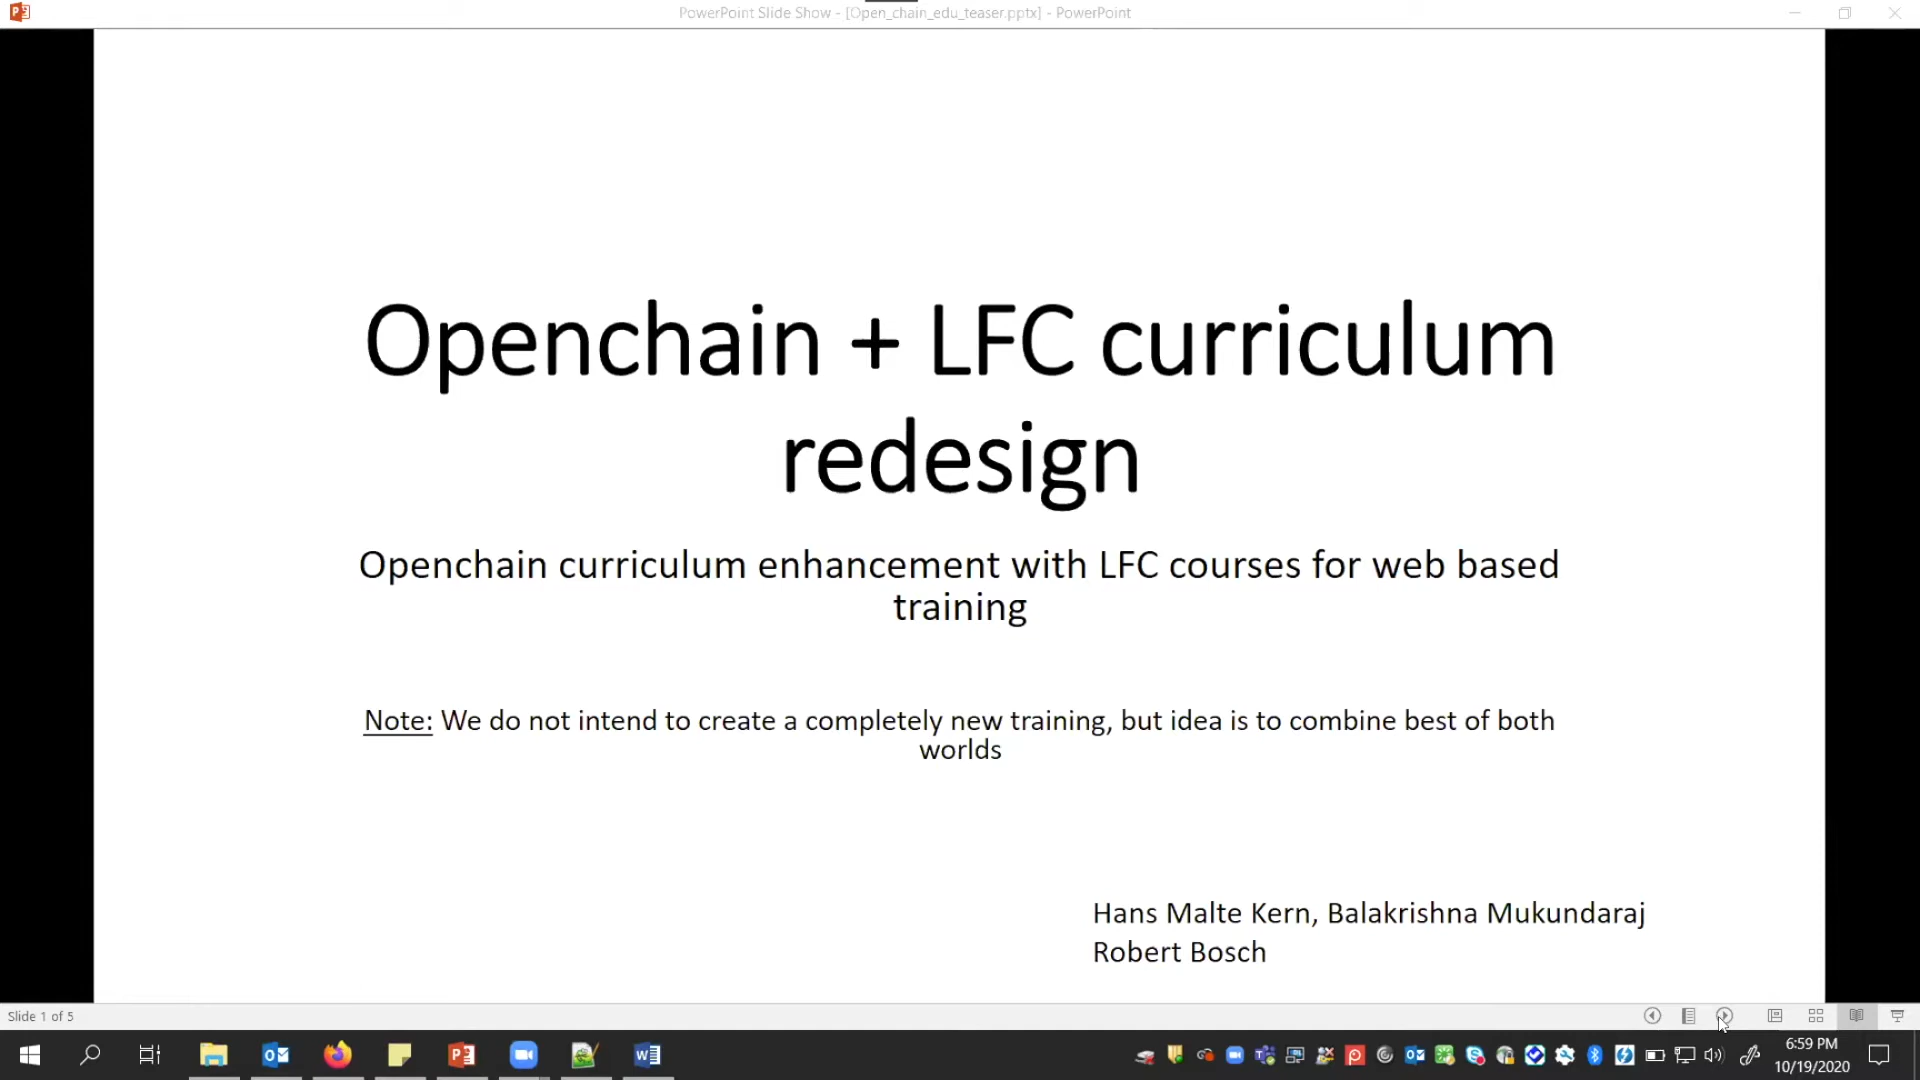 PowerPoint Slide Show - [Open_chain_edu_teaser.pptx] - PowerPoint
Openchain + LFC curriculum
redesign
Openchain curriculum enhancement with LFC courses for web based
training
Note: We do not intend to create a completely new training, but idea is to combine best of both
worlds
Hans Malte Kern, Balakrishna Mukundaraj
Robert Bosch
Slide 1 of 5
6:59 PM
10/19/2020